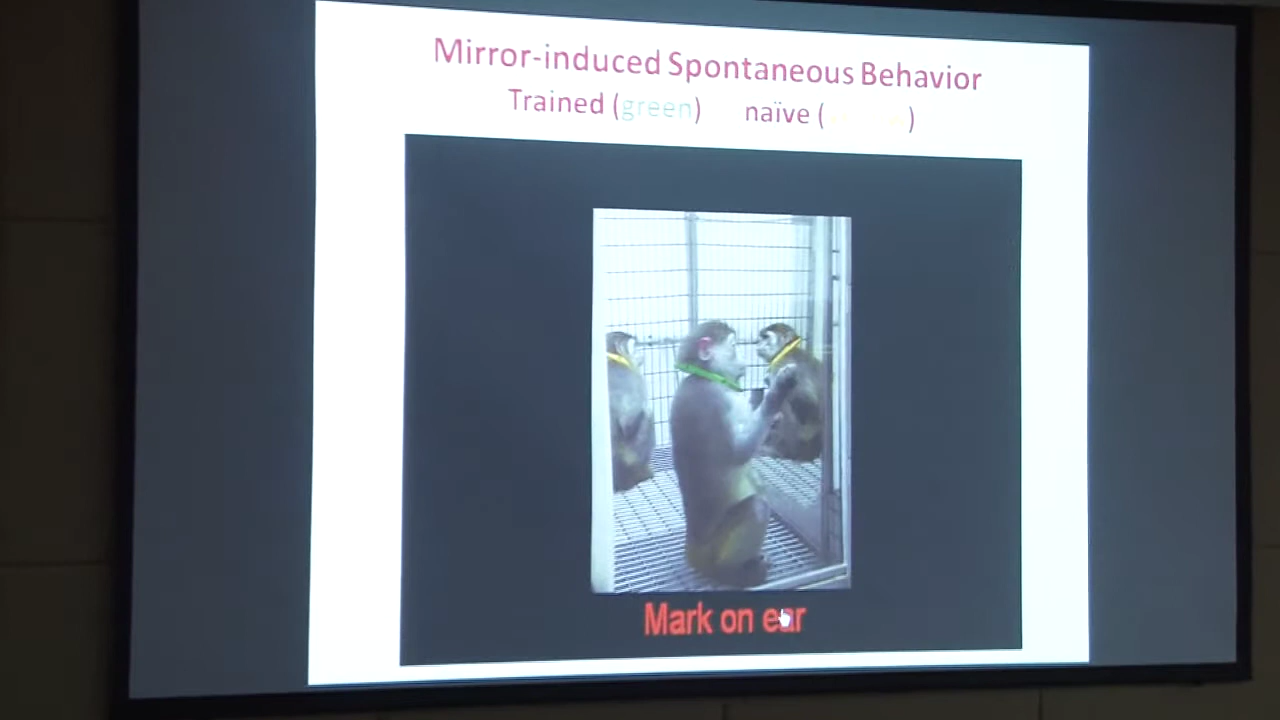 Mirror-induced Spontaneous Behavior
Trained (green) naïve ( )
Mark on ear